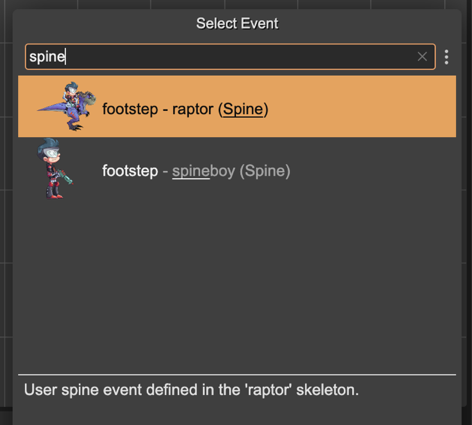 Select Event
spine
footstep - raptor (Spine)
footstep - spineboy (Spine)
User spine event defined in the 'raptor' skeleton.